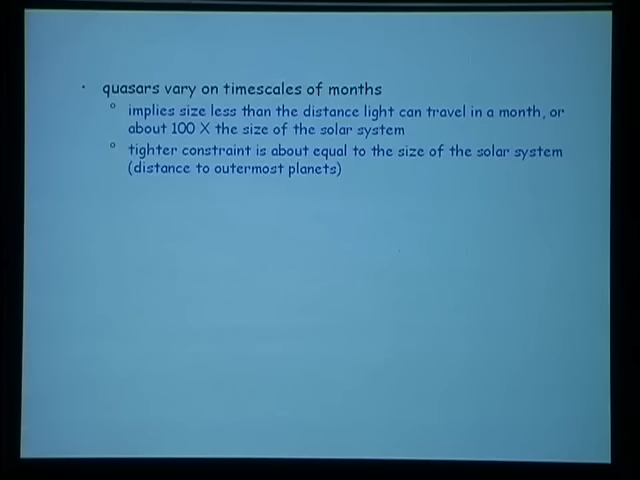 · quasars vary on timescales of months
° implies size less than the distance light can travel in a month, or
about 100 X the size of the solar system
° tighter constraint is about equal to the size of the solar system
(distance to outermost planets)